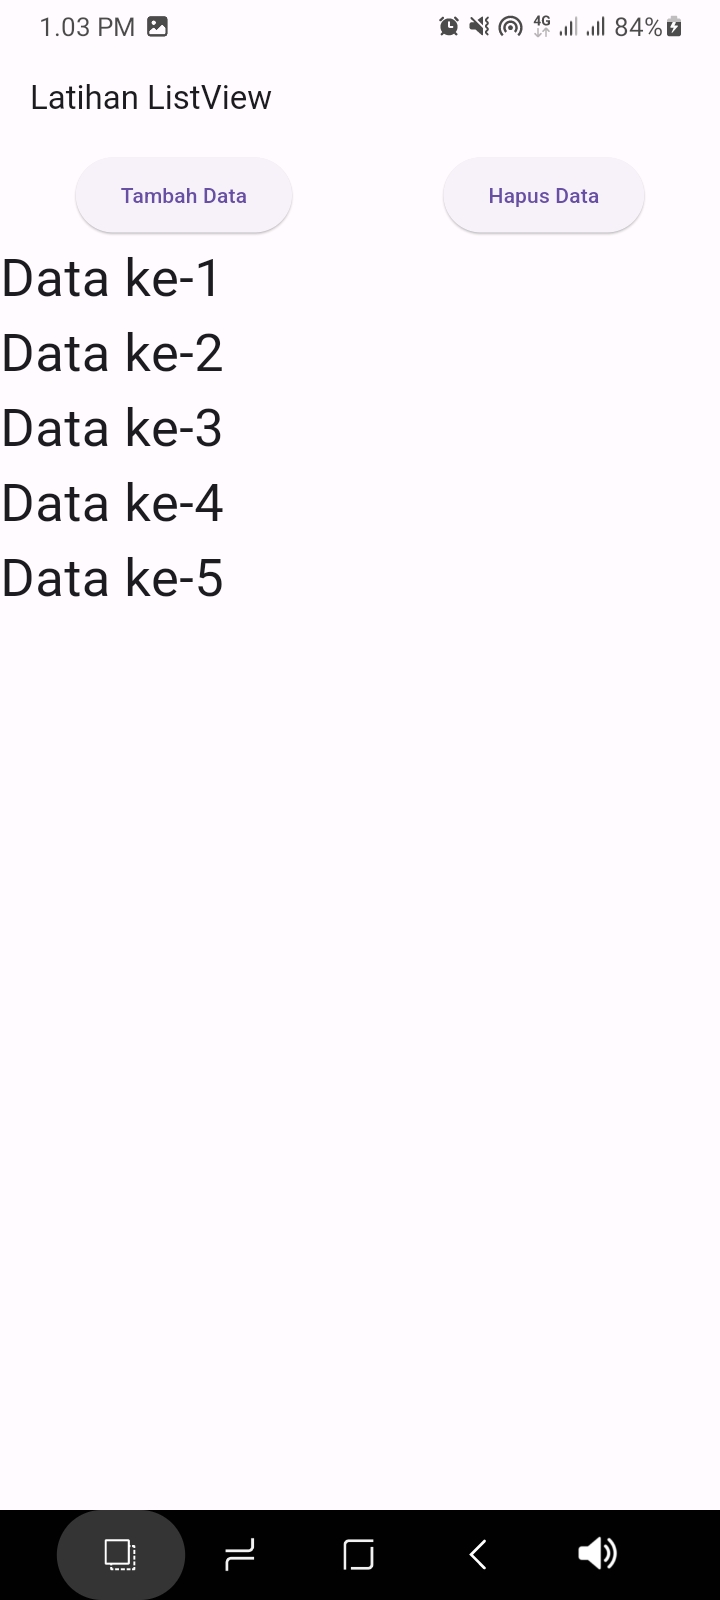 1.03 PM 4G 84%
Latihan ListView
Tambah Data Hapus Data
Data ke-1
Data ke-2
Data ke-3
Data ke-4
Data ke-5